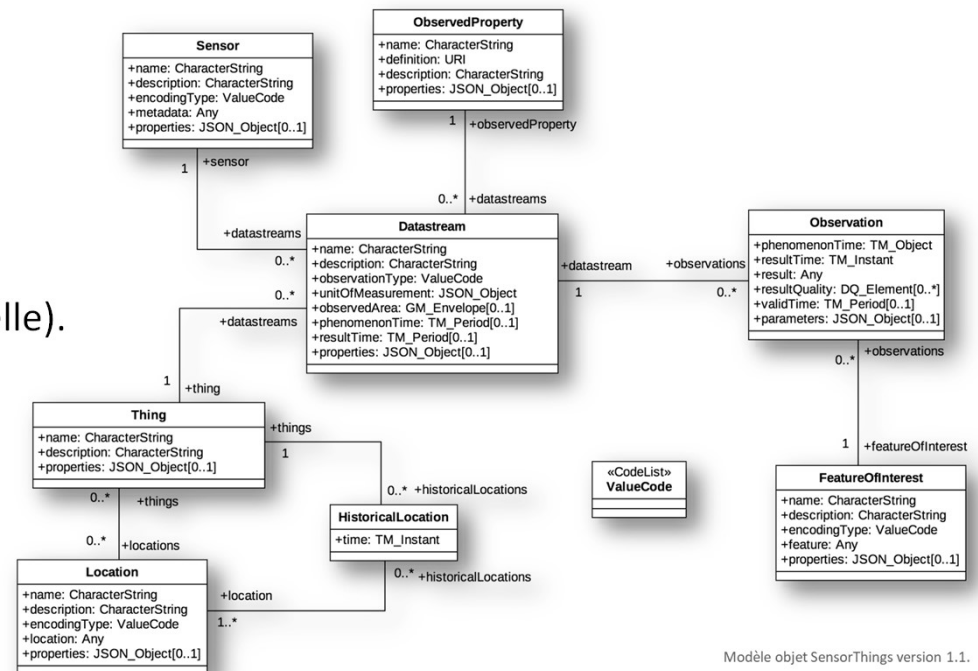 ObservedProperty
+name: CharacterString
+definition: URI
+description: CharacterString
+properties: JSON_Object[0..1]
Sensor
+name: CharacterString
+description: CharacterString
+encodingType: ValueCode
+metadata: Any
+properties: JSON_Object[0..1]
1
+observedProperty
1
+sensor
0..*
+datastreams
+datastreams
0..*
Datastream
+name: CharacterString
+description: CharacterString
+observationType: ValueCode
+unitOfMeasurement: JSON_Object
+observedArea: GM_Envelope[0..1]
+phenomenonTime: TM_Period[0..1]
+resultTime: TM_Period[0..1]
+properties: JSON_Object[0..1]
+datastream
1
+observations
0..*
Observation
+phenomenonTime: TM_Object
+resultTime: TM_Instant
+result: Any
+resultQuality: DQ_Element[0..*]
+validTime: TM_Period[0..1]
+parameters: JSON_Object[0..1]
elle).
0..*
+datastreams
1
+thing
0..*
+observations
1
+featureOfInterest
Thing
+name: CharacterString
+description: CharacterString
+properties: JSON_Object[0..1]
+things
1
0..*
+historicalLocations
HistoricalLocation
+time: TM_Instant
0..*
+historicalLocations
«CodeList»
ValueCode
FeatureOfInterest
+name: CharacterString
+description: CharacterString
+encodingType: ValueCode
+feature: Any
+properties: JSON_Object[0..1]
0..*
+things
0..*
+locations
Location
+name: CharacterString
+description: CharacterString
+encodingType: ValueCode
+location: Any
+properties: JSON_Object[0..1]
+location
1..*
Modèle objet SensorThings version 1.1.